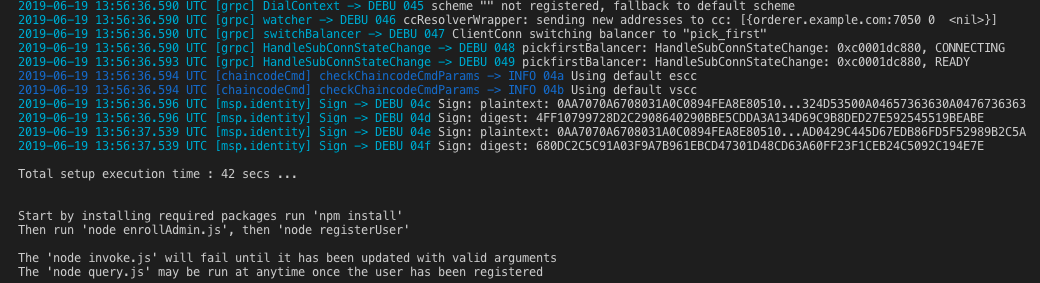 2019-06-19 13:56:36.590 UTC [grpc] DialContext -> DEBU 045 scheme "" not registered, fallback to default scheme
2019-06-19 13:56:36.590 UTC [grpc] watcher -> DEBU 046 ccResolverWrapper: sending new addresses to cc: [{orderer.example.com:7050 0  <nil>}]
2019-06-19 13:56:36.590 UTC [grpc] switchBalancer -> DEBU 047 ClientConn switching balancer to "pick_first"
2019-06-19 13:56:36.590 UTC [grpc] HandleSubConnStateChange -> DEBU 048 pickfirstBalancer: HandleSubConnStateChange: 0xc0001dc880, CONNECTING
2019-06-19 13:56:36.593 UTC [grpc] HandleSubConnStateChange -> DEBU 049 pickfirstBalancer: HandleSubConnStateChange: 0xc0001dc880, READY
2019-06-19 13:56:36.594 UTC [chaincodeCmd] checkChaincodeCmdParams -> INFO 04a Using default escc
2019-06-19 13:56:36.594 UTC [chaincodeCmd] checkChaincodeCmdParams -> INFO 04b Using default vscc
2019-06-19 13:56:36.596 UTC [msp.identity] Sign -> DEBU 04c Sign: plaintext: 0AA7070A6708031A0C0894FEA8E80510...324D53500A04657363630A0476736363
2019-06-19 13:56:36.596 UTC [msp.identity] Sign -> DEBU 04d Sign: digest: 4FF10799728D2C2908640290BBE5CDDA3A134D69C9B8DED27E592545519BEABE
2019-06-19 13:56:37.539 UTC [msp.identity] Sign -> DEBU 04e Sign: plaintext: 0AA7070A6708031A0C0894FEA8E80510...AD0429C445D67EDB86FD5F52989B2C5A
2019-06-19 13:56:37.539 UTC [msp.identity] Sign -> DEBU 04f Sign: digest: 680DC2C5C91A03F9A7B961EBCD47301D48CD63A60FF23F1CEB24C5092C194E7E
Total setup execution time : 42 secs ...
Start by installing required packages run 'npm install'
Then run 'node enrollAdmin.js', then 'node registerUser'
The 'node invoke.js' will fail until it has been updated with valid arguments
The 'node query.js' may be run at anytime once the user has been registered